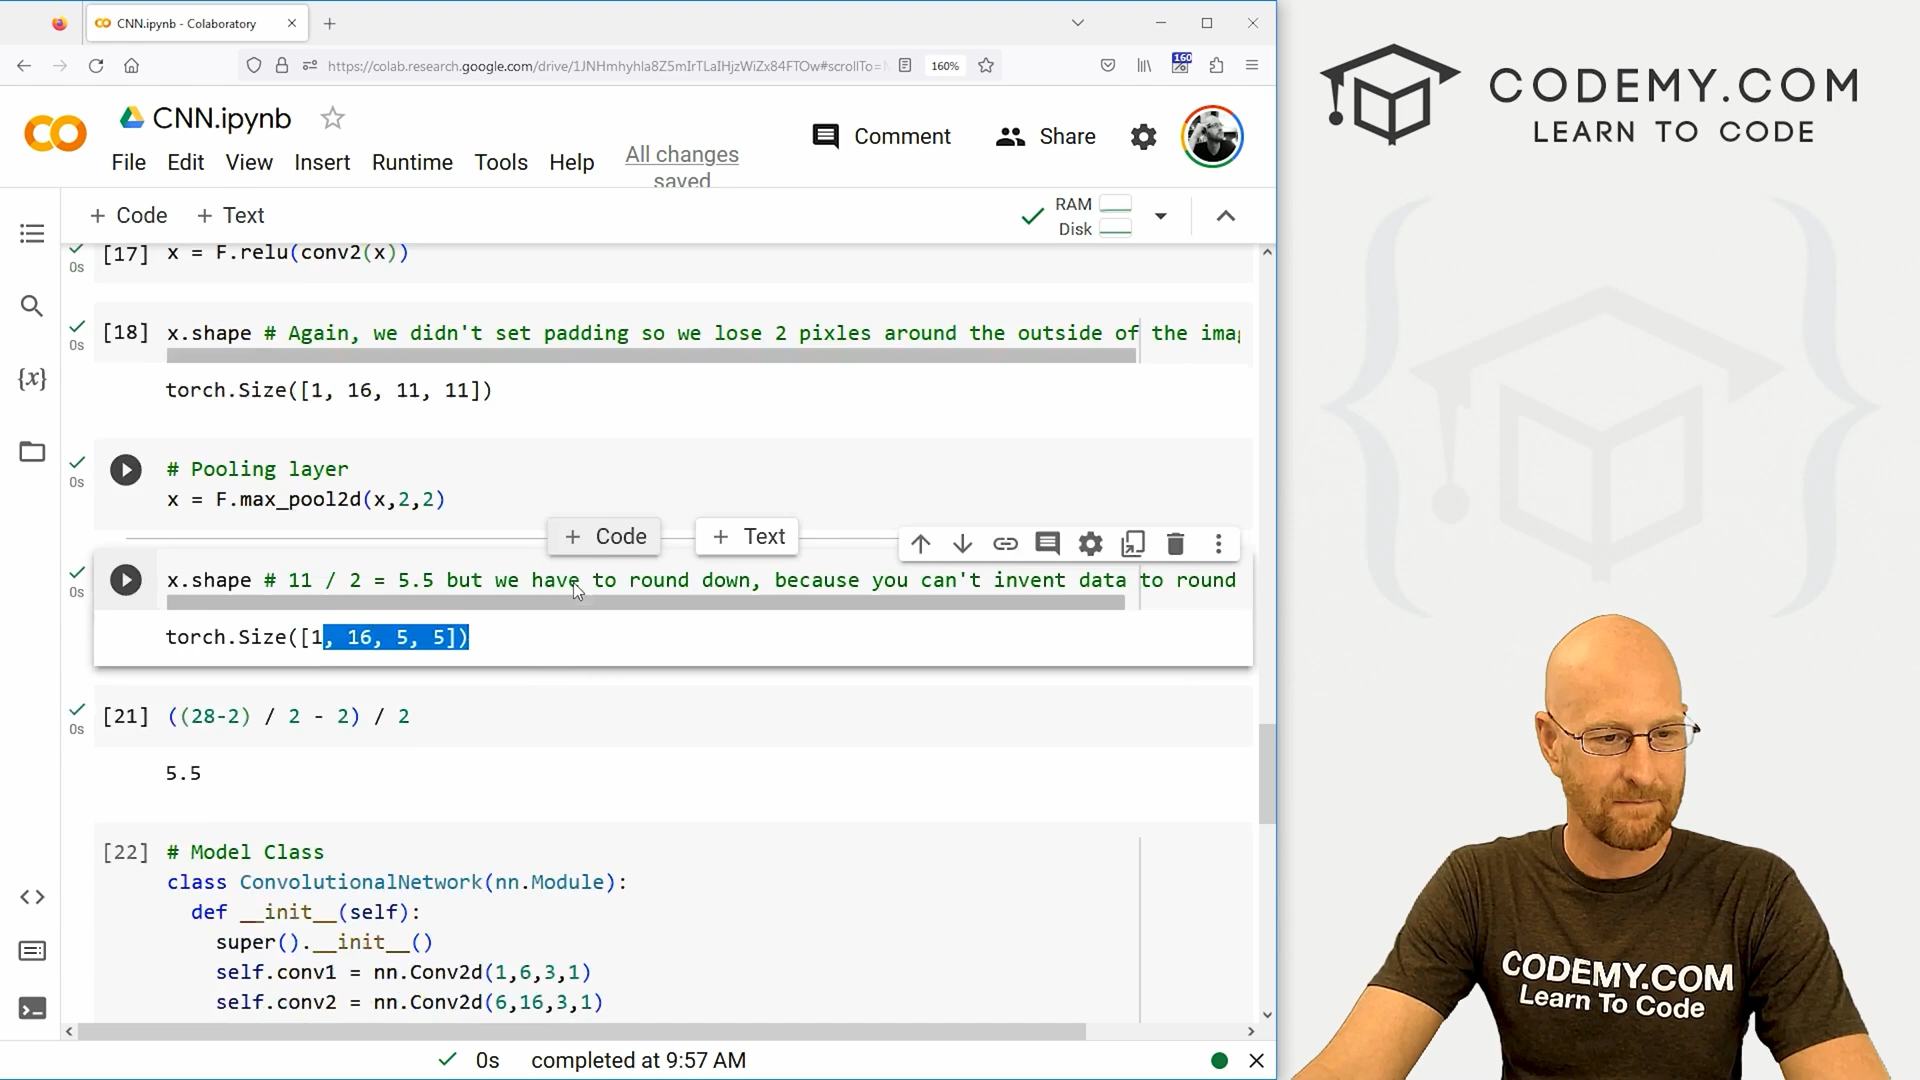 CNN.ipynb - Colaboratory
https://colab.research.google.com/drive/1JNHmhyhla8Z5mIrTLaIHjzWiZx84FTOw#scrollTo=
160%
160
CNN.ipynb
File Edit View Insert Runtime Tools Help
All changes
saved
Comment
Share
+ Code + Text
RAM
Disk
[17] x = F.relu(conv2(x))
0s
[18] x.shape # Again, we didn't set padding so we lose 2 pixles around the outside of the imag
0s
torch.Size([1, 16, 11, 11])
# Pooling layer
0s
x = F.max_pool2d(x,2,2)
+ Code + Text
x.shape # 11 / 2 = 5.5 but we have to round down, because you can't invent data to round
0s
torch.Size([1, 16, 5, 5])
[21] ((28-2) / 2 - 2) / 2
0s
5.5
[22] # Model Class
class ConvolutionalNetwork(nn.Module):
def __init__(self):
super().__init__()
self.conv1 = nn.Conv2d(1,6,3,1)
self.conv2 = nn.Conv2d(6,16,3,1)
0s completed at 9:57 AM
CODEMY.COM
LEARN TO CODE
CODEMY.COM
Learn To Code